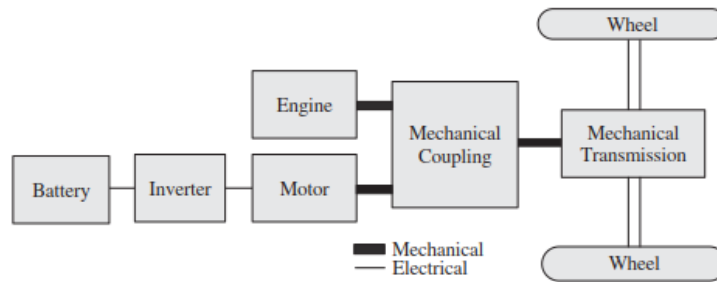 Wheel
Engine
Mechanical
Coupling
Mechanical
Transmission
Battery
Inverter
Motor
Mechanical
Electrical
Wheel